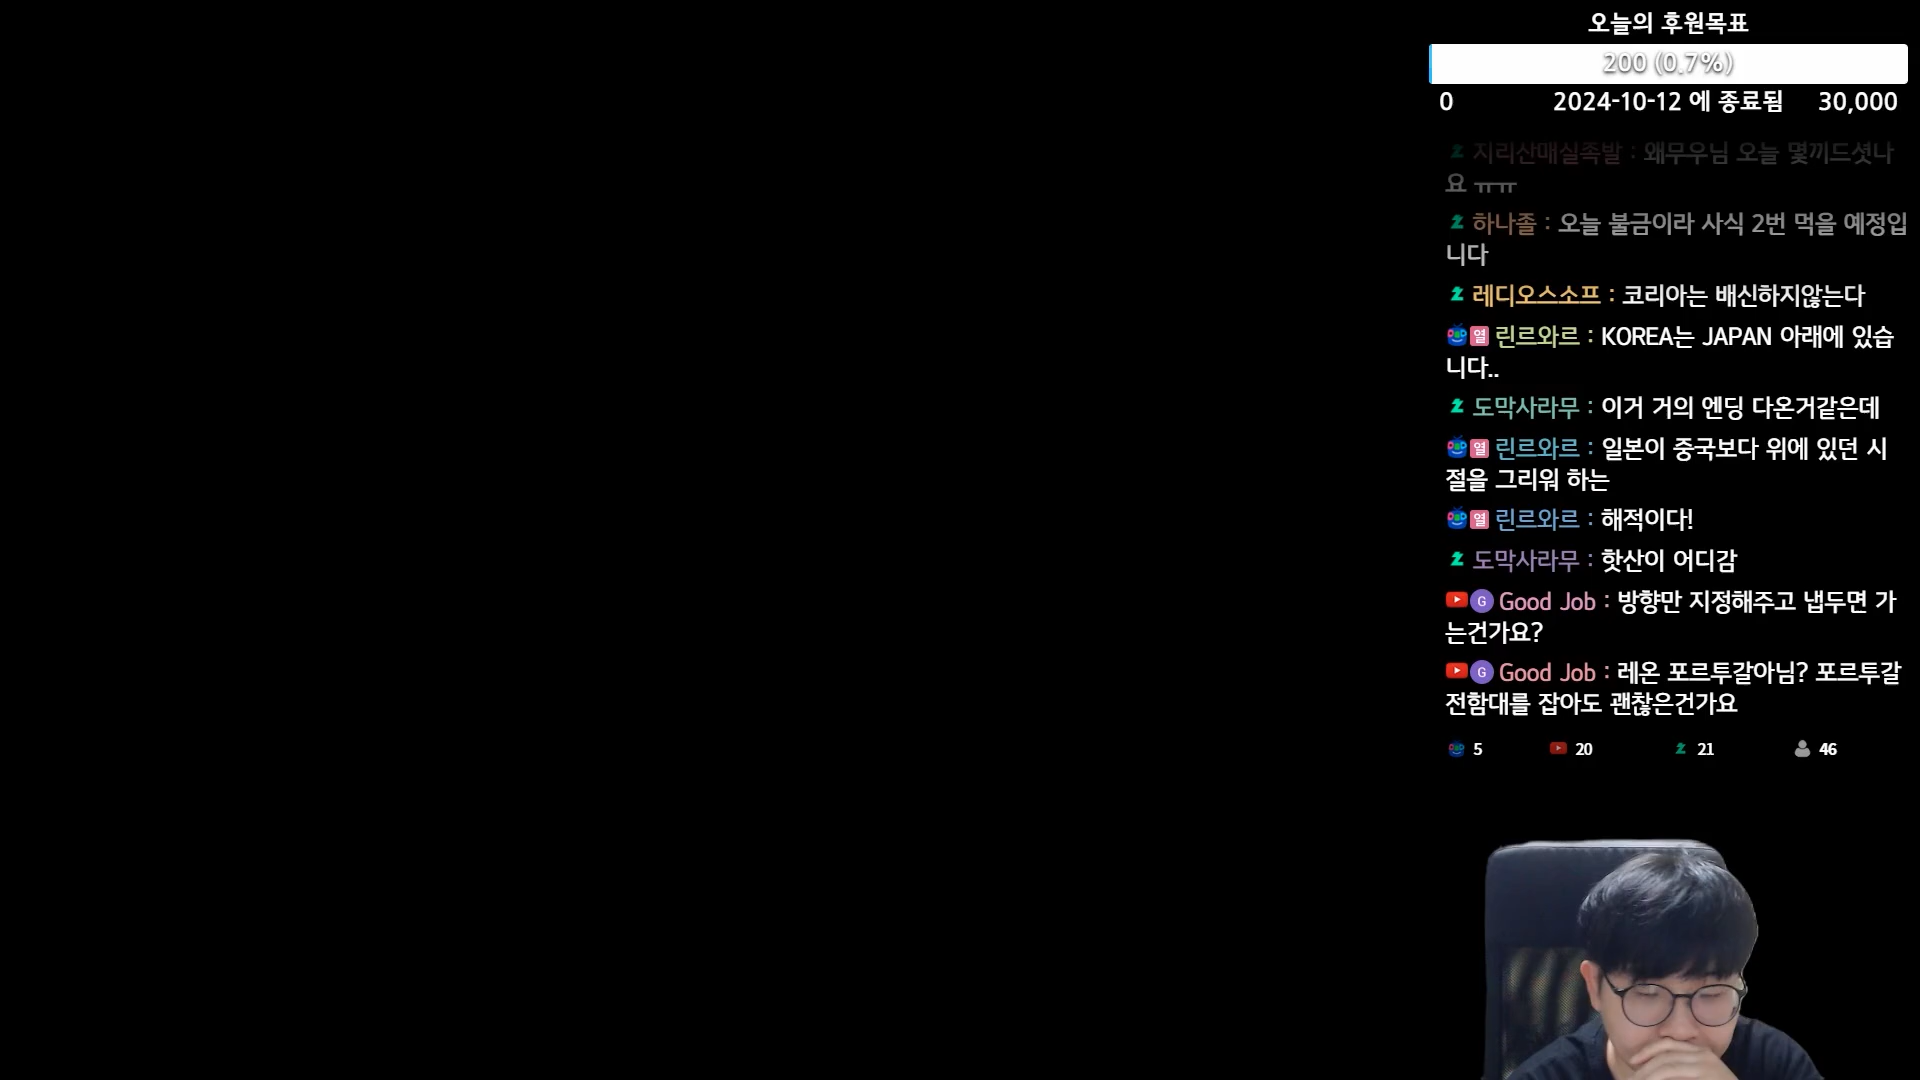 오늘의 후원목표
200 (0.7%)
0 2024-10-12 에 종료됨 30,000
지리산매실족발 : 왜무우님 오늘 몇끼드셧나
요 ㅠㅠ
하나졸 : 오늘 불금이라 사식 2번 먹을 예정입
니다
레디오스소프 : 코리아는 배신하지않는다
열 린르와르 : KOREA는 JAPAN 아래에 있습
니다..
도막사라무 : 이거 거의 엔딩 다온거같은데
열 린르와르 : 일본이 중국보다 위에 있던 시
절을 그리워 하는
열 린르와르 : 해적이다!
도막사라무 : 핫산이 어디감
G Good Job : 방향만 지정해주고 냅두면 가
는건가요?
G Good Job : 레온 포르투갈아님? 포르투갈
전함대를 잡아도 괜찮은건가요
5 20 21 46